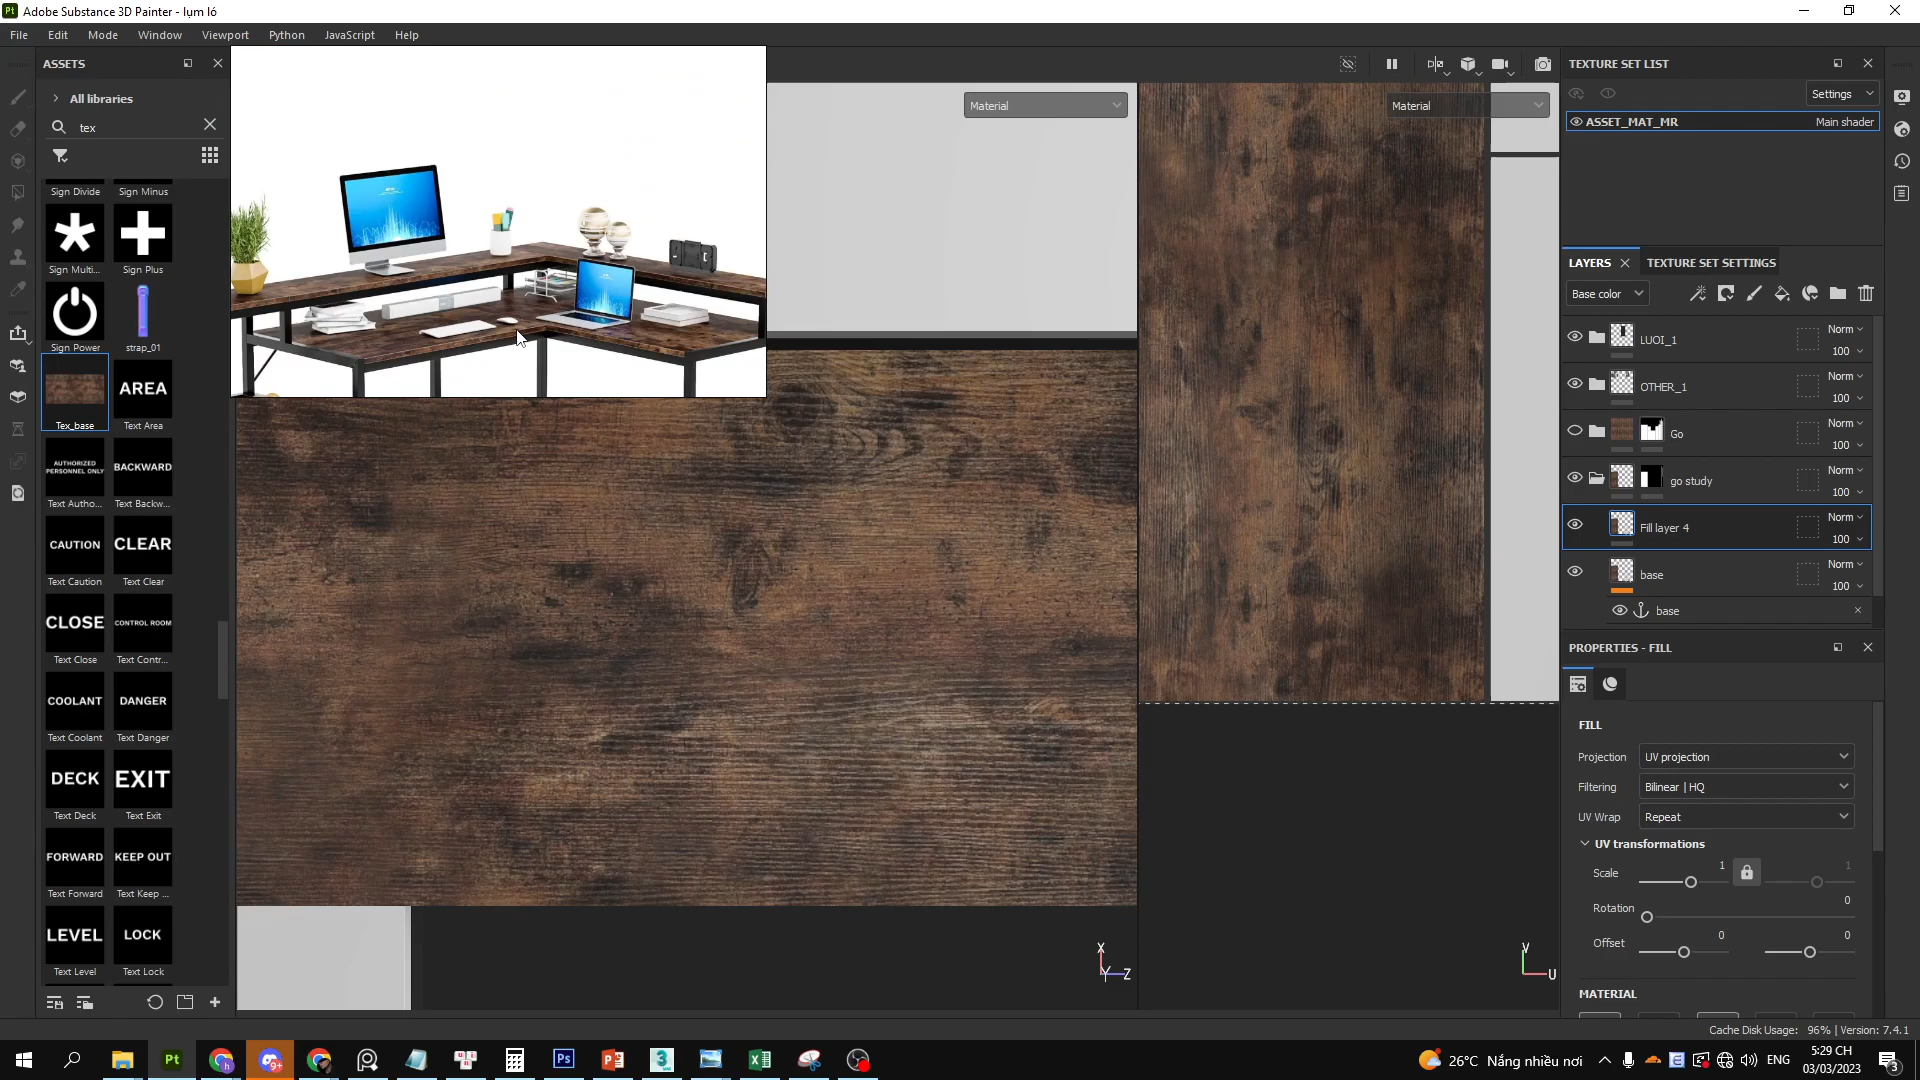 Adobe Substance 3D Painter - lụm ló
File Edit Mode Window Viewport Python JavaScript Help
ASSETS
All libraries
tex
Sign Divide Sign Minus
Sign Multi... Sign Plus
Sign Power strap_01
AREA
Tex_base Text Area
AUTHORIZED PERSONNEL ONLY BACKWARD
Text Autho... Text Backw...
CAUTION CLEAR
Text Caution Text Clear
CLOSE CONTROL ROOM
Text Close Text Contr...
COOLANT DANGER
Text Coolant Text Danger
DECK EXIT
Text Deck Text Exit
FORWARD KEEP OUT
Text Forward Text Keep ...
LEVEL LOCK
Text Level Text Lock
Material
Material
X
Y
Z
V
U
TEXTURE SET LIST
Settings
ASSET_MAT_MR Main shader
LAYERS TEXTURE SET SETTINGS
Base color
LUOI_1 Norm
100
OTHER_1 Norm
100
Go Norm
100
go study Norm
100
Fill layer 4 Norm
100
base Norm
100
base
PROPERTIES - FILL
FILL
Projection UV projection
Filtering Bilinear | HQ
UV Wrap Repeat
UV transformations
Scale 1 1
Rotation 0
Offset 0 0
MATERIAL
Cache Disk Usage: 96% | Version: 7.4.1
Pt 9+ Ps 3
26°C Nắng nhiều nơi
ENG
5:29 CH
03/03/2023
3